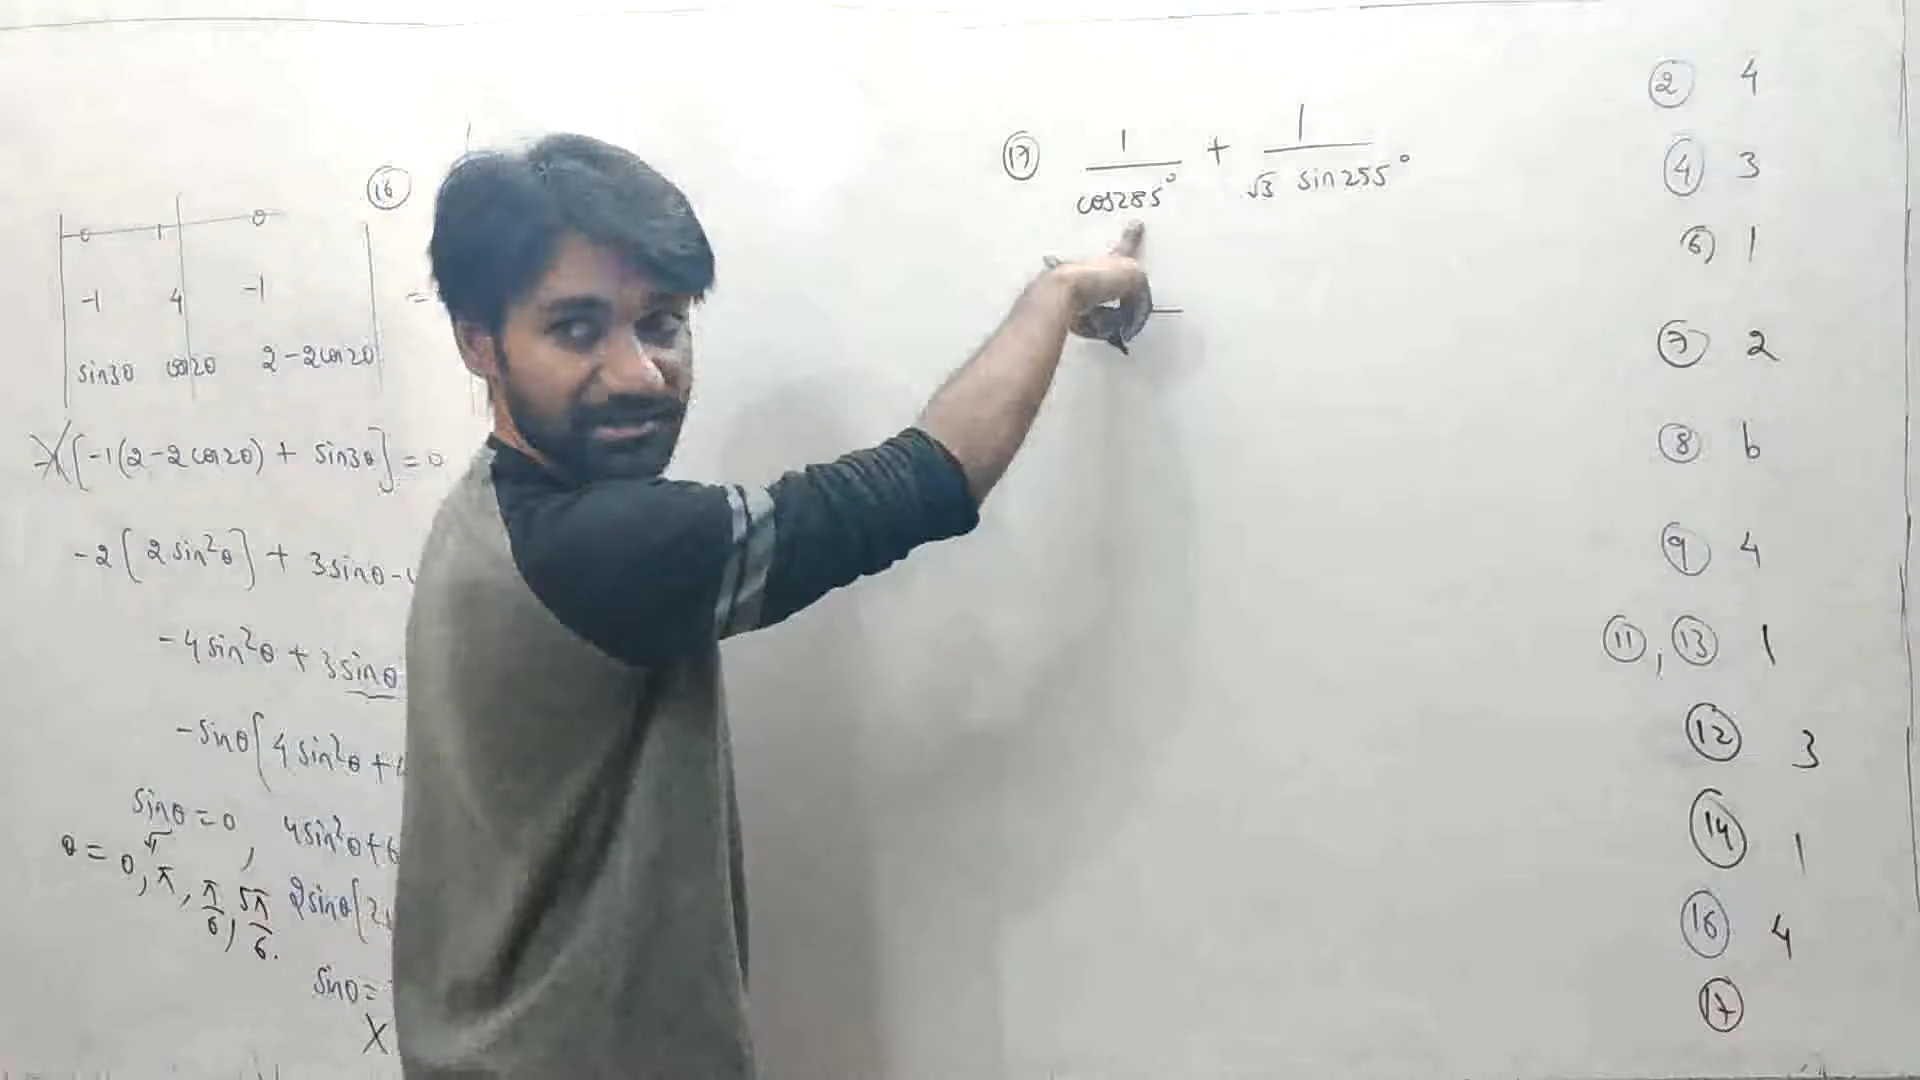 0 1 0
-1 4 -1
sin3θ cos2θ 2-2cos2θ
=
[-1(2-2cos2θ) + sin3θ] = 0
-2[2sin²θ] + 3sinθ -
-4sin²θ + 3sinθ
-sinθ[4sin²θ +
sinθ = 0, 4sin²θ + 6
θ = 0, π, π/6, 5π/6.
2sinθ[2
sinθ =
X
⑯
⑰ 1/cos285° + 1/√3 sin255°
② 4
④ 3
⑥ 1
⑦ 2
⑧ b
⑨ 4
⑪, ⑬ 1
⑫ 3
⑭ 1
⑯ 4
⑰